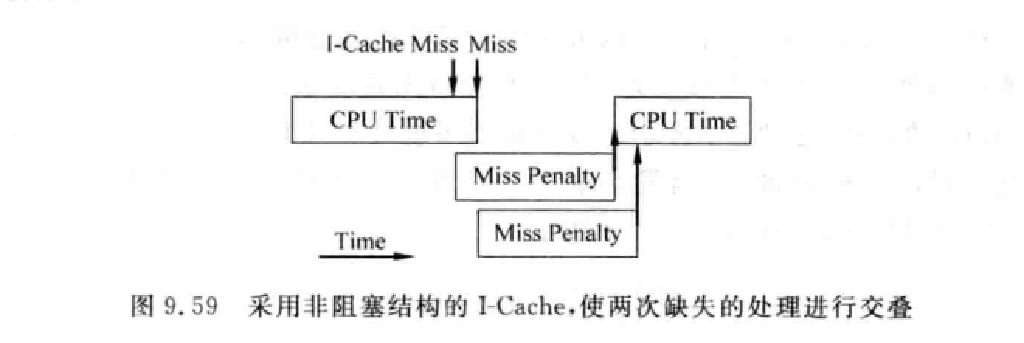 I-Cache Miss Miss
CPU Time
CPU Time
Miss Penalty
Miss Penalty
Time
图 9.59 采用非阻塞结构的 I-Cache,使两次缺失的处理进行交叠